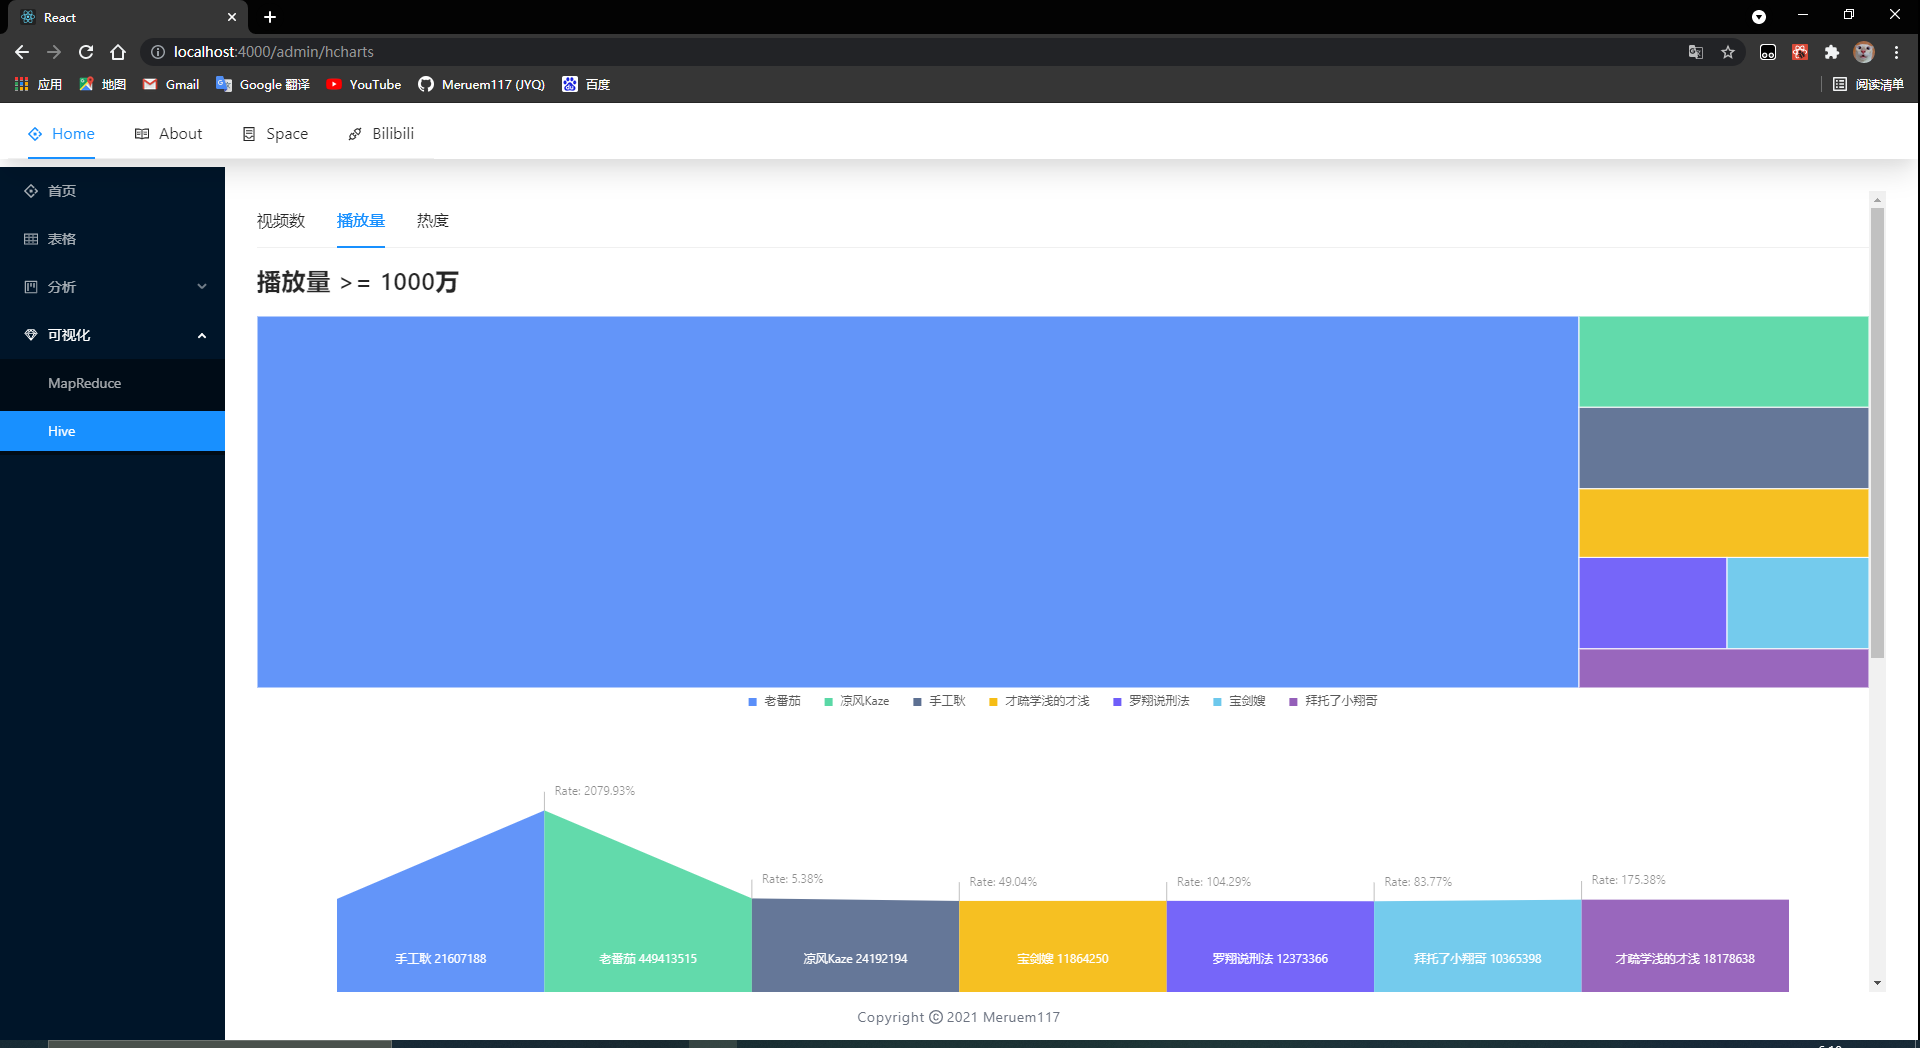 React
localhost:4000/admin/hcharts
应用 地图 Gmail Google 翻译 YouTube Meruem117 (JYQ) 百度 阅读清单
Home About Space Bilibili
首页
表格
分析
可视化
MapReduce
Hive
视频数 播放量 热度
播放量 >= 1000万
老番茄 凉风Kaze 手工耿 才疏学浅的才浅 罗翔说刑法 宝剑嫂 拜托了小翔哥
Rate: 2079.93%
Rate: 5.38%
Rate: 49.04%
Rate: 104.29%
Rate: 83.77%
Rate: 175.38%
手工耿 21607188
老番茄 449413515
凉风Kaze 24192194
宝剑嫂 11864250
罗翔说刑法 12373366
拜托了小翔哥 10365398
才疏学浅的才浅 18178638
Copyright © 2021 Meruem117